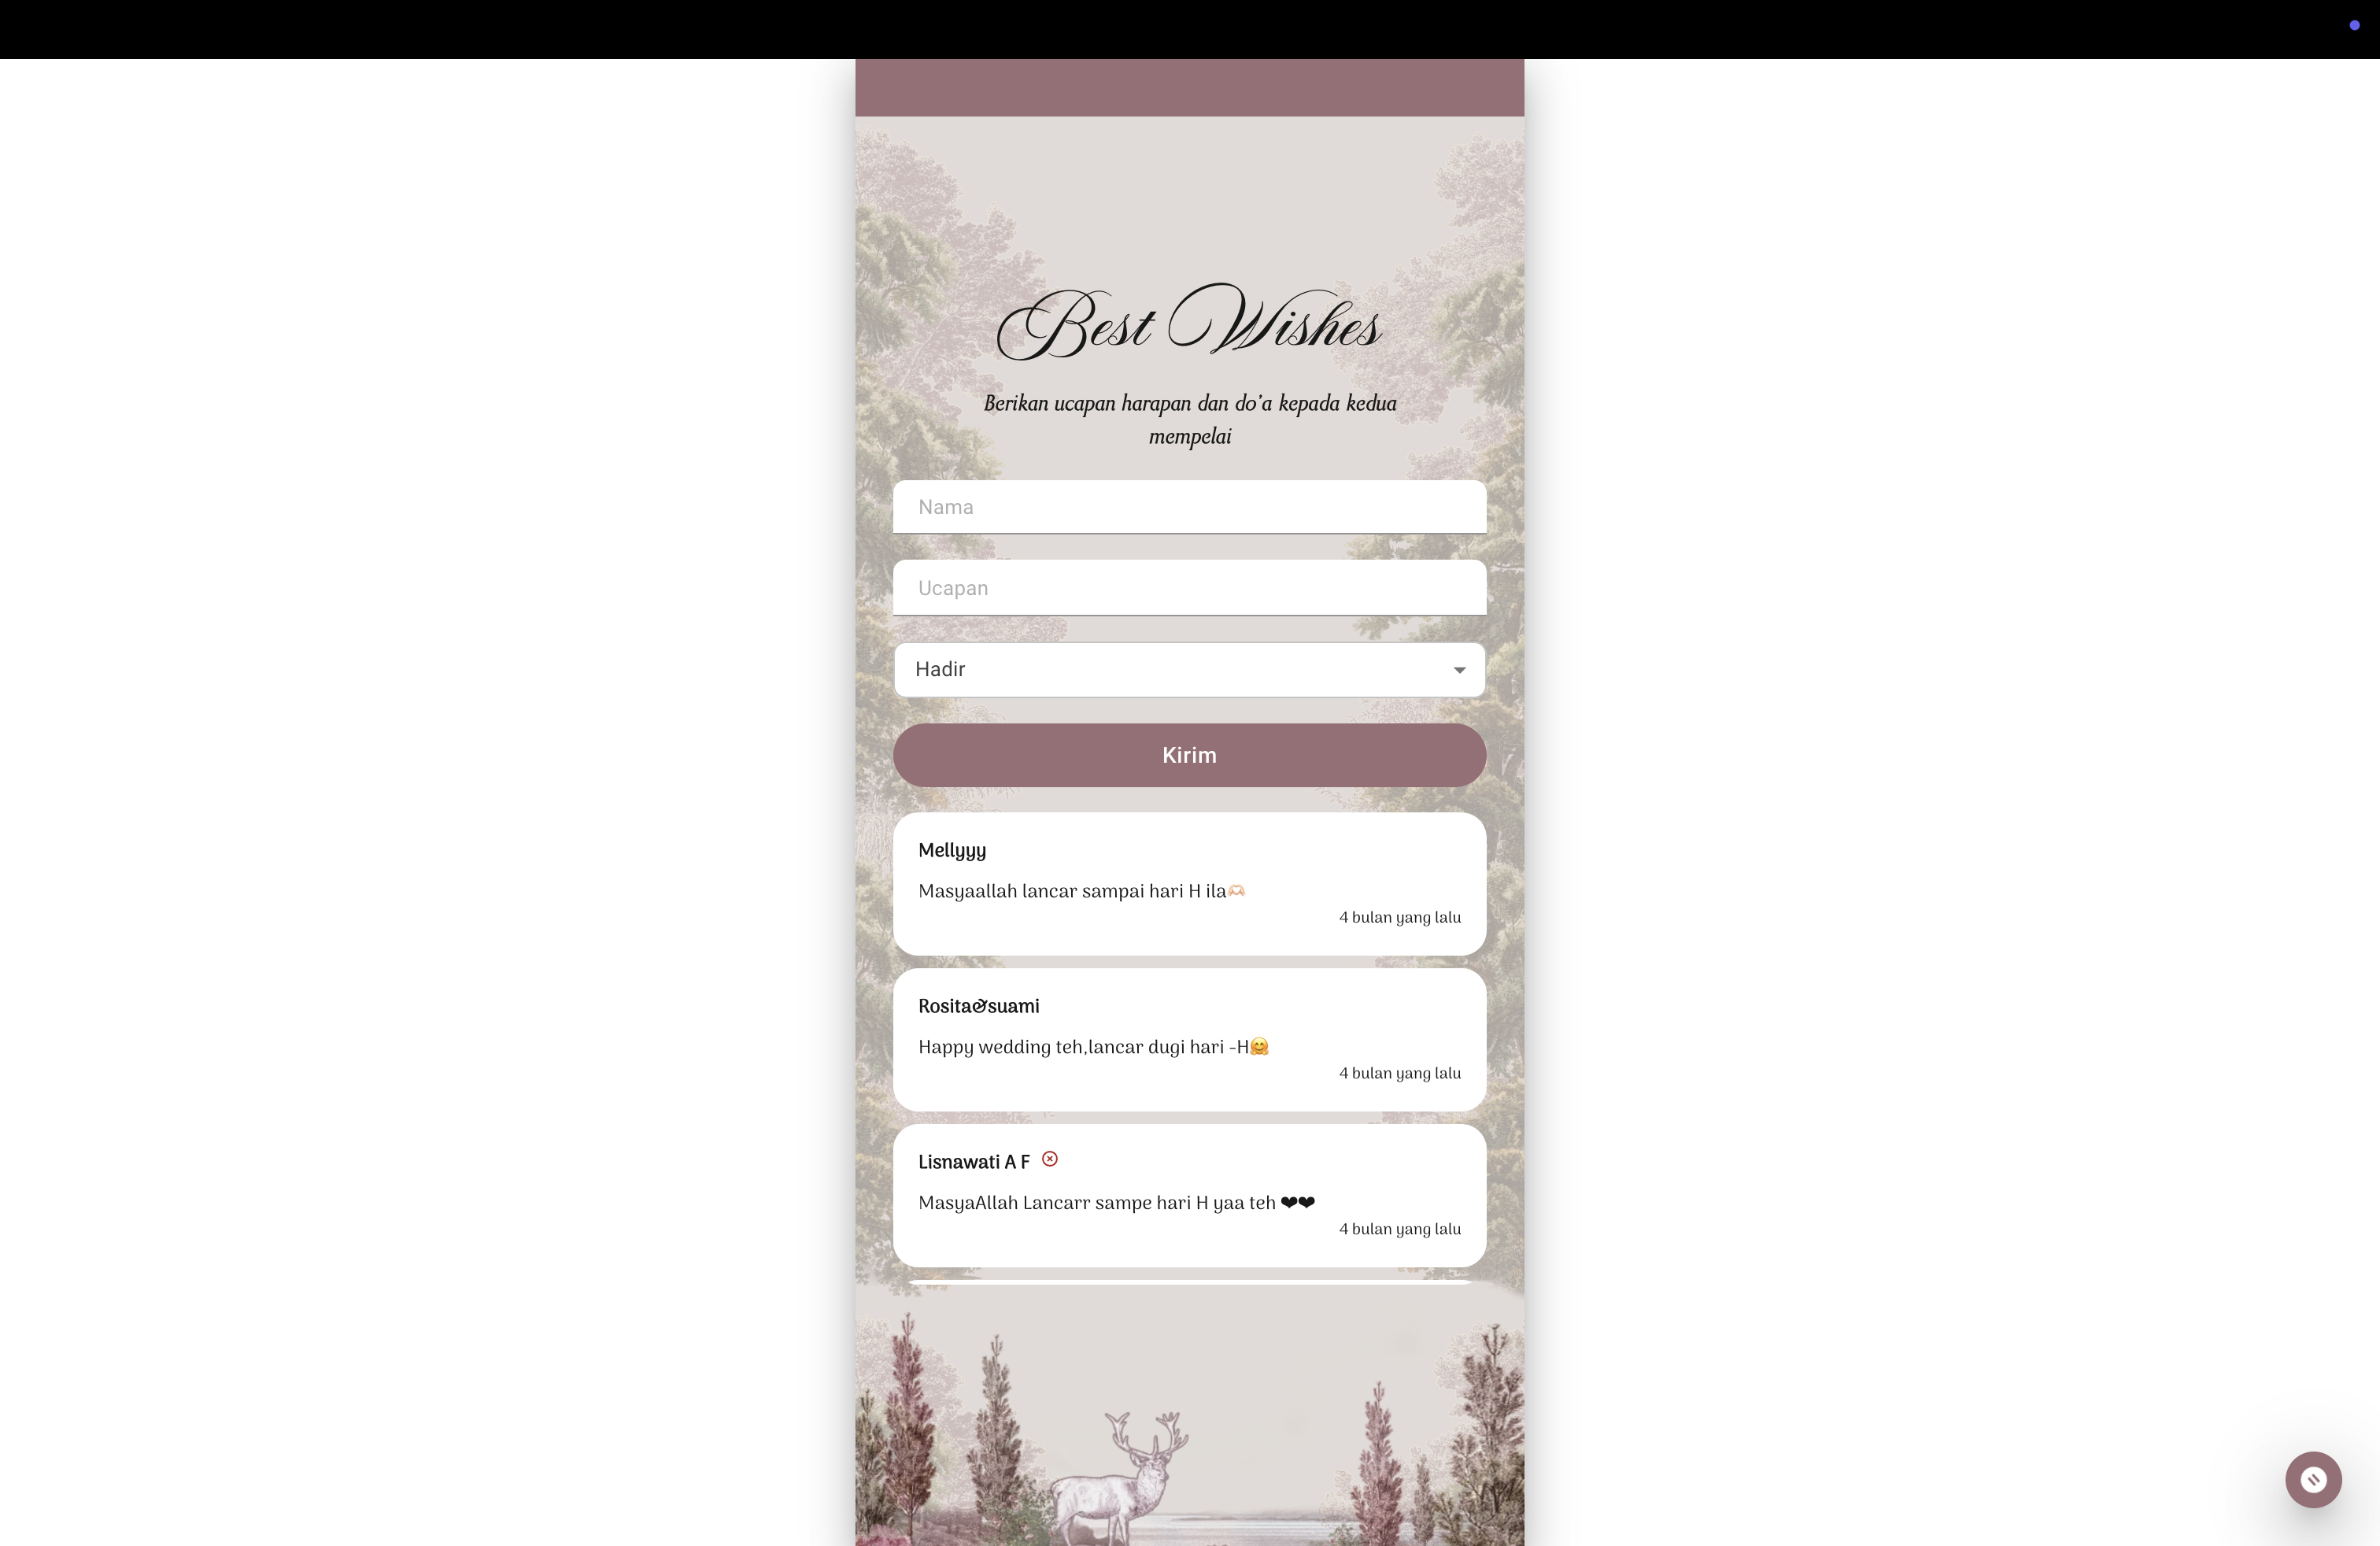 Best Wishes
Berikan ucapan harapan dan do'a kepada kedua
mempelai
Nama
Ucapan
Hadir
Kirim
Mellyyy
Masyaallah lancar sampai hari H ila🫶🏻
4 bulan yang lalu
Rosita&suami
Happy wedding teh,lancar dugi hari -H🤗
4 bulan yang lalu
Lisnawati A F
MasyaAllah Lancarr sampe hari H yaa teh ❤❤
4 bulan yang lalu